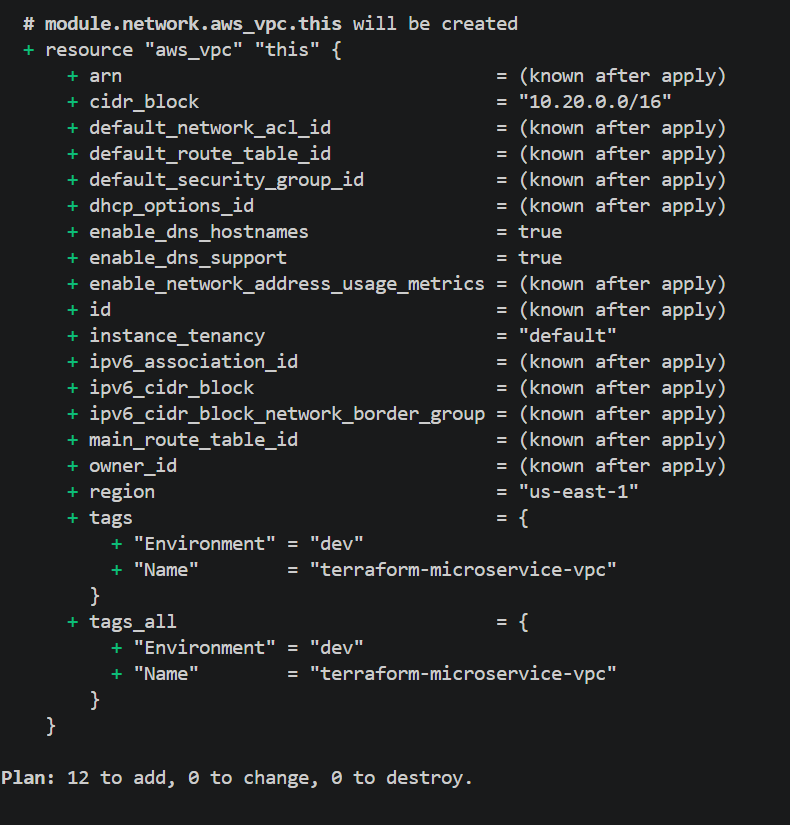 # module.network.aws_vpc.this will be created
+ resource "aws_vpc" "this" {
+ arn = (known after apply)
+ cidr_block = "10.20.0.0/16"
+ default_network_acl_id = (known after apply)
+ default_route_table_id = (known after apply)
+ default_security_group_id = (known after apply)
+ dhcp_options_id = (known after apply)
+ enable_dns_hostnames = true
+ enable_dns_support = true
+ enable_network_address_usage_metrics = (known after apply)
+ id = (known after apply)
+ instance_tenancy = "default"
+ ipv6_association_id = (known after apply)
+ ipv6_cidr_block = (known after apply)
+ ipv6_cidr_block_network_border_group = (known after apply)
+ main_route_table_id = (known after apply)
+ owner_id = (known after apply)
+ region = "us-east-1"
+ tags = {
+ "Environment" = "dev"
+ "Name" = "terraform-microservice-vpc"
}
+ tags_all = {
+ "Environment" = "dev"
+ "Name" = "terraform-microservice-vpc"
}
}
Plan: 12 to add, 0 to change, 0 to destroy.